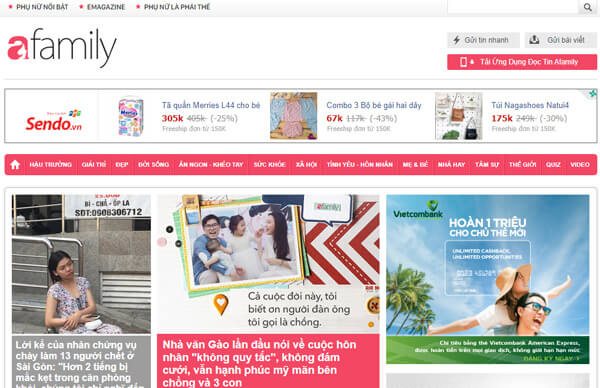 PHỤ NỮ NỔI BẬT
EMAGAZINE
PHỤ NỮ LÀ PHẢI THẾ
afamily
Gửi tin nhanh
Gửi bài viết
Tải Ứng Dụng Đọc Tin Afamily
FPT
Sendo.vn
Tã quần Merries L44 cho bé
305k 405k (-25%)
Freeship đơn từ 150K
Combo 3 Bộ bé gái hai dây
67k 117k (-43%)
Freeship đơn từ 150K
Túi Nagashoes Natui4
175k 249k (-30%)
Freeship đơn từ 150K
HẬU TRƯỜNG
GIẢI TRÍ
ĐẸP
ĐỜI SỐNG
ĂN NGON - KHÉO TAY
SỨC KHỎE
XÃ HỘI
TÌNH YÊU - HÔN NHÂN
MẸ & BÉ
NHÀ HAY
TÂM SỰ
THẾ GIỚI
QUIZ
VIDEO
BÌ - CHẢ - ỐP LA
SDT:0906306712
Lời kể của nhân chứng vụ
cháy làm 13 người chết ở
Sài Gòn: "Hơn 2 tiếng bị
mắc kẹt trong căn phòng
afamily
Cả cuộc đời này, tôi
biết ơn người đàn ông
tôi gọi là chồng.
Nhà văn Gào lần đầu nói về cuộc hôn
nhân "không quy tắc", không đám
cưới, vẫn hạnh phúc mỹ mãn bên
chồng và 3 con
Vietcombank
HOÀN 1 TRIỆU
CHO CHỦ THẺ MỚI
UNLIMITED CASHBACK,
UNLIMITED OPPORTUNITIES
Chi tiêu bằng thẻ Vietcombank American Express,
được hoàn tiền trên mọi giao dịch, không giới hạn hạn mức
ĐĂNG KÝ NGAY >